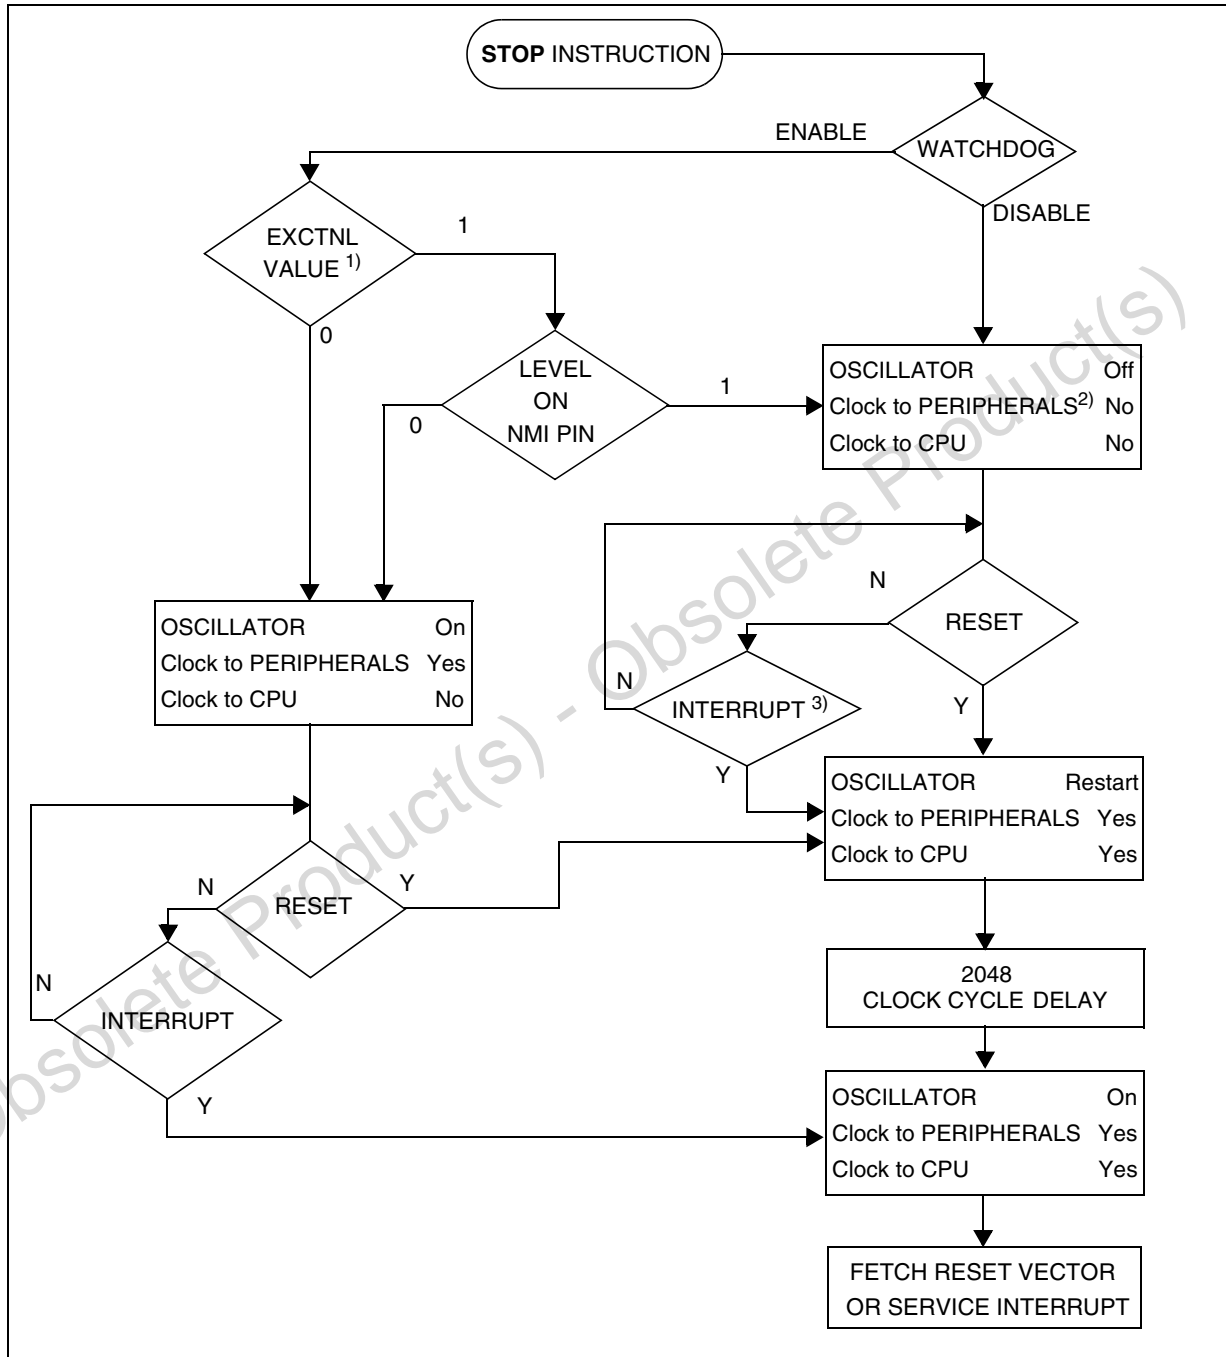 STOP INSTRUCTION
ENABLE
WATCHDOG
DISABLE
EXCTNL
VALUE 1)
1
0
LEVEL
ON
NMI PIN
1
0
OSCILLATOR Off
Clock to PERIPHERALS2) No
Clock to CPU No
N
RESET
Y
OSCILLATOR On
Clock to PERIPHERALS Yes
Clock to CPU No
N
INTERRUPT 3)
Y
OSCILLATOR Restart
Clock to PERIPHERALS Yes
Clock to CPU Yes
N
RESET
Y
N
INTERRUPT
Y
2048
CLOCK CYCLE DELAY
OSCILLATOR On
Clock to PERIPHERALS Yes
Clock to CPU Yes
FETCH RESET VECTOR
OR SERVICE INTERRUPT
Obsolete Product(s) - Obsolete Product(s)